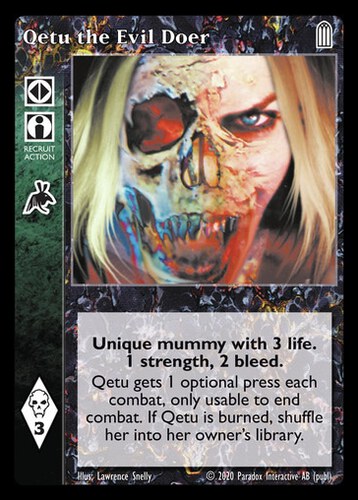 Qetu the Evil Doer
RECRUIT
ACTION
Unique mummy with 3 life.
1 strength, 2 bleed.
Qetu gets 1 optional press each
combat, only usable to end
combat. If Qetu is burned, shuffle
her into her owner's library.
3
Illus: Lawrence Snelly
© 2020 Paradox Interactive AB (publ)